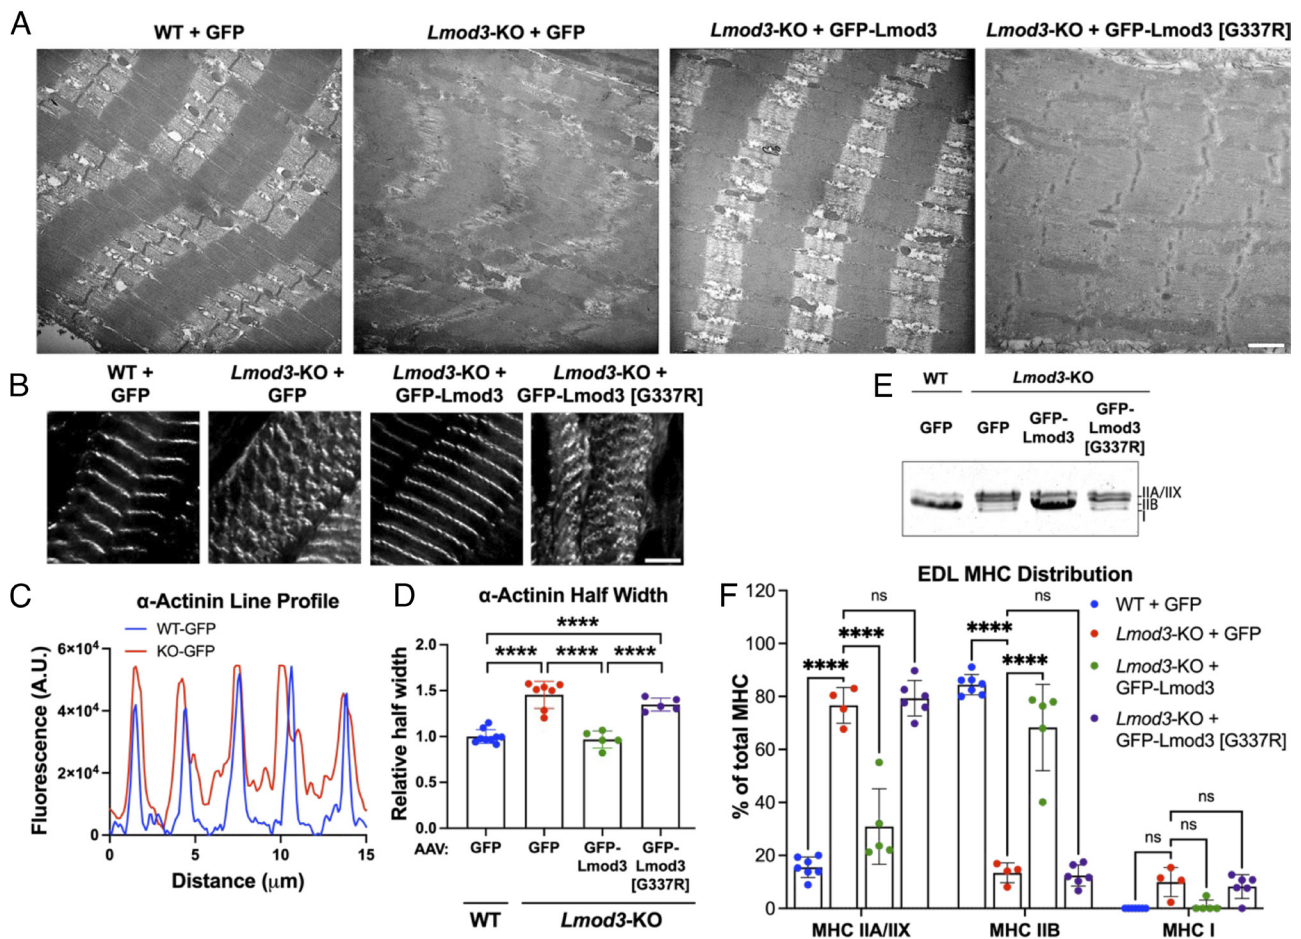 A
WT + GFP
Lmod3-KO + GFP
Lmod3-KO + GFP-Lmod3
Lmod3-KO + GFP-Lmod3 [G337R]
B
WT +
GFP
Lmod3-KO +
GFP
Lmod3-KO +
GFP-Lmod3
Lmod3-KO +
GFP-Lmod3 [G337R]
C
α-Actinin Line Profile
WT-GFP
KO-GFP
Fluorescence (A.U.)
6×10⁴
4×10⁴
2×10⁴
0
0
5
10
15
Distance (μm)
D
α-Actinin Half Width
****
****
****
****
Relative half width
2.0
1.5
1.0
0.5
0.0
AAV:
GFP
GFP
GFP-
Lmod3
GFP-
Lmod3
[G337R]
WT
Lmod3-KO
E
WT
Lmod3-KO
GFP
GFP
GFP-
Lmod3
GFP-
Lmod3
[G337R]
IIA/IIX
IIB
I
F
EDL MHC Distribution
% of total MHC
120
100
80
60
40
20
0
ns
****
****
ns
****
****
ns
ns
ns
MHC IIA/IIX
MHC IIB
MHC I
WT + GFP
Lmod3-KO + GFP
Lmod3-KO +
GFP-Lmod3
Lmod3-KO +
GFP-Lmod3 [G337R]